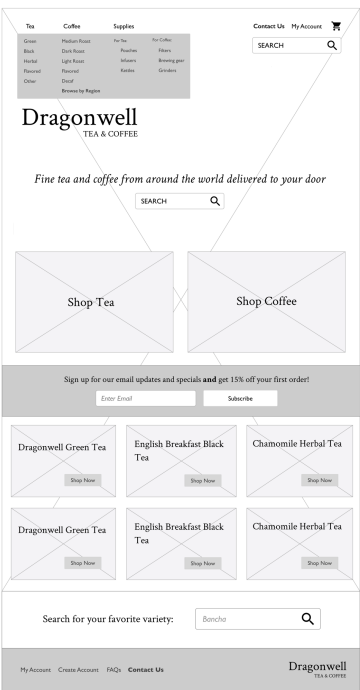 Tea Coffee Supplies
Contact Us My Account
Green Medium Roast For Tea For Coffee
Black Dark Roast Pouches Filters
Herbal Light Roast Infusers Brewing gear
Flavored Flavored Kettles Grinders
Other Decaf
Browse by Region
SEARCH
Dragonwell
TEA & COFFEE
Fine tea and coffee from around the world delivered to your door
SEARCH
Shop Tea
Shop Coffee
Sign up for our email updates and specials and get 15% off your first order!
Enter Email Subscribe
Dragonwell Green Tea
Shop Now
English Breakfast Black
Tea
Shop Now
Chamomile Herbal Tea
Shop Now
Dragonwell Green Tea
Shop Now
English Breakfast Black
Tea
Shop Now
Chamomile Herbal Tea
Shop Now
Search for your favorite variety: Bancha
My Account Create Account FAQs Contact Us
Dragonwell
TEA & COFFEE